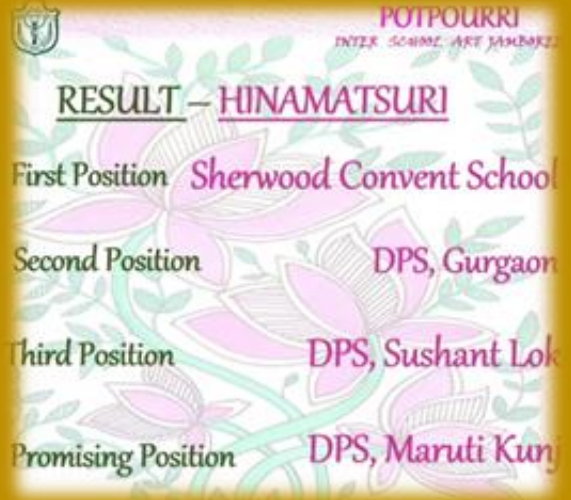 POTPOURRI
INTER SCHOOL ART JAMBOREE
RESULT – HINAMATSURI
First Position Sherwood Convent School
Second Position DPS, Gurgaon
Third Position DPS, Sushant Lok
Promising Position DPS, Maruti Kunj